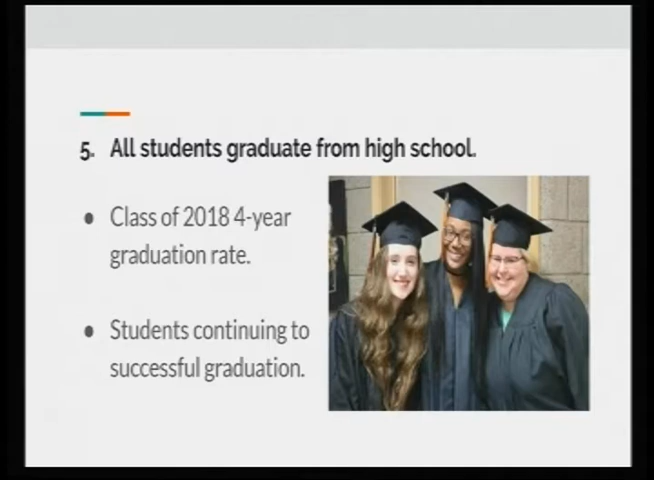 5. All students graduate from high school.
● Class of 2018 4-year
graduation rate.
● Students continuing to
successful graduation.